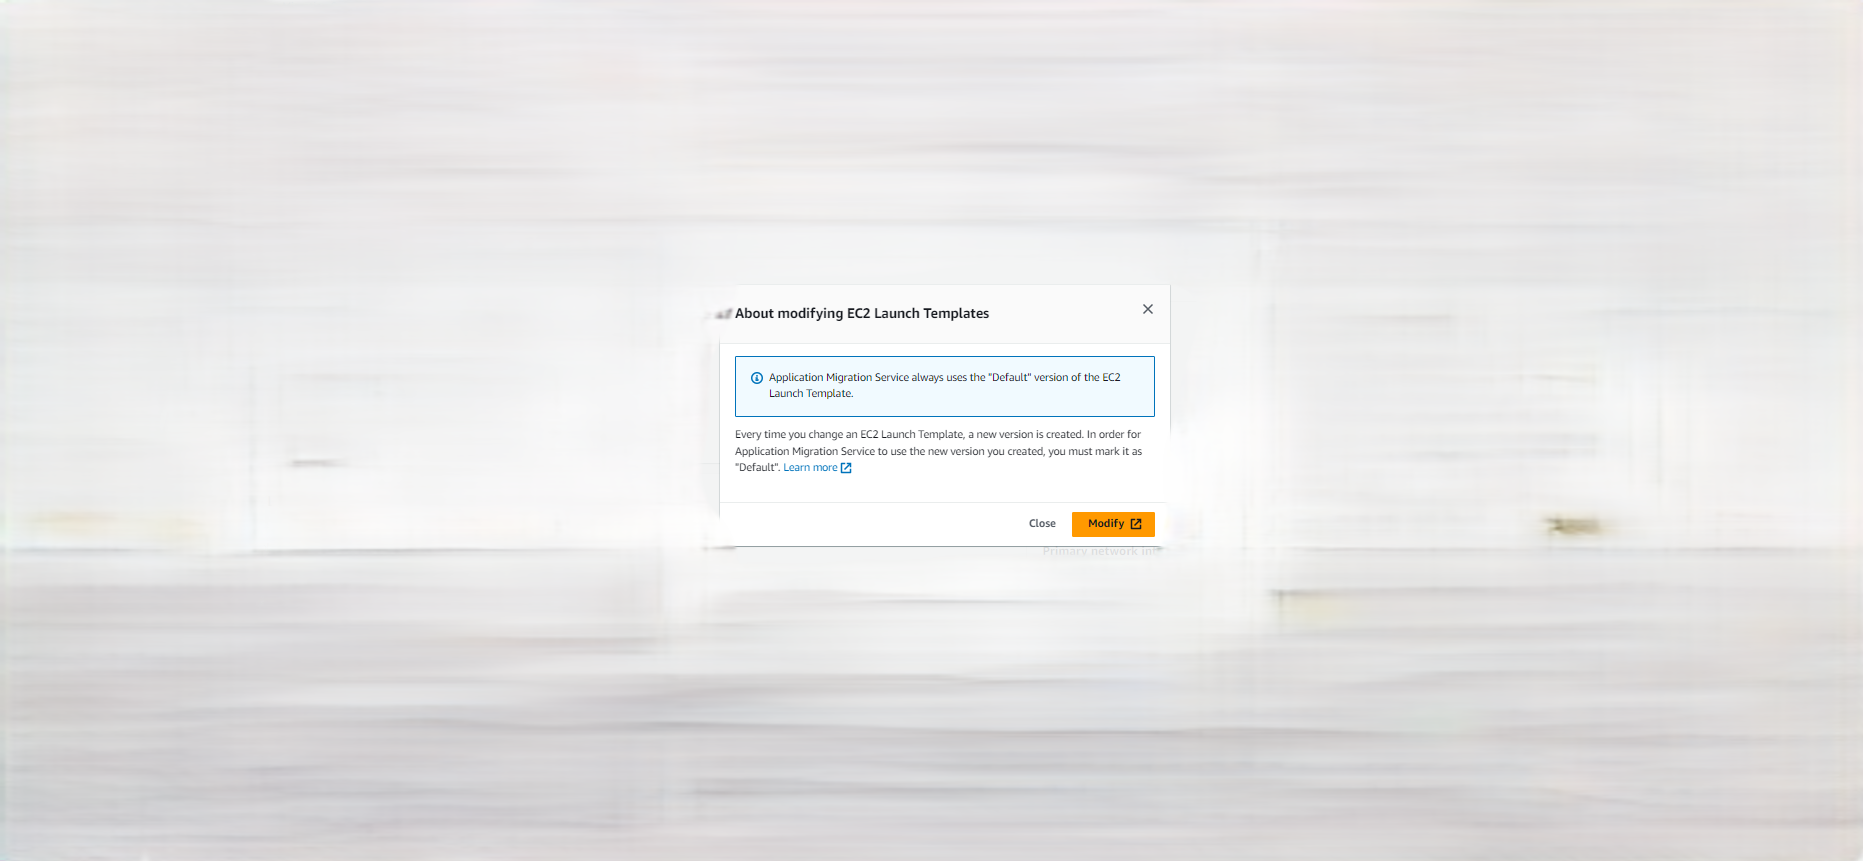 About modifying EC2 Launch Templates
Application Migration Service always uses the "Default" version of the EC2
Launch Template.
Every time you change an EC2 Launch Template, a new version is created. In order for
Application Migration Service to use the new version you created, you must mark it as
"Default". Learn more
Close Modify
Primary network int